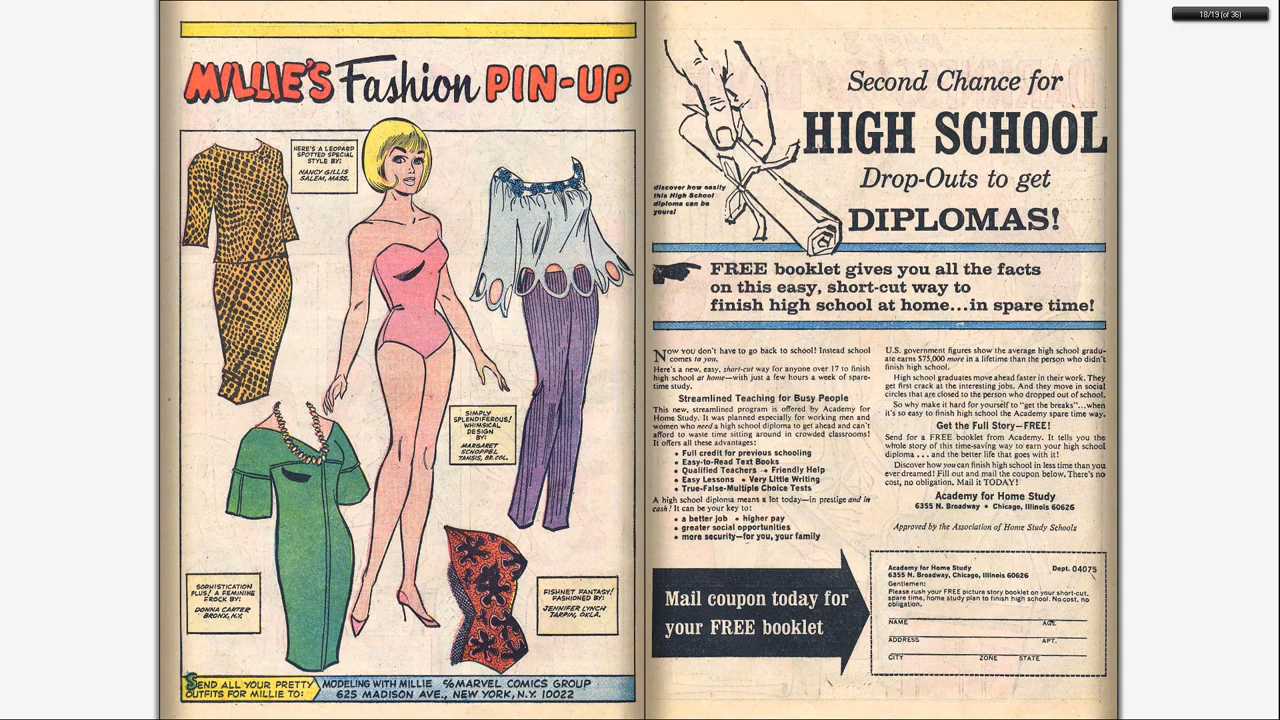 18/19 (of 36)
MILLIE'S Fashion PIN-UP
HERE'S A LEOPARD
SPOTTED SPECIAL
STYLE BY:
NANCY GILLIS
SALEM, MASS.
SIMPLY
SPLENDIFEROUS!
WHIMSICAL
DESIGN
BY:
MARGARET
SCHOPPEL
TANSIS, BR. COL.
SOPHISTICATION
PLUS! A FEMININE
FROCK BY:
DONNA CARTER
BRONX, N.Y.
FISHNET FANTASY!
FASHIONED BY:
JENNIFER LYNCH
JARPIN, OKLA.
SEND ALL YOUR PRETTY
OUTFITS FOR MILLIE TO:
MODELING WITH MILLIE ℅ MARVEL COMICS GROUP
625 MADISON AVE., NEW YORK, N.Y. 10022
Second Chance for
HIGH SCHOOL
Drop-Outs to get
DIPLOMAS!
discover how easily
this High School
diploma can be
yours!
FREE booklet gives you all the facts
on this easy, short-cut way to
finish high school at home...in spare time!
NOW YOU don't have to go back to school! Instead school
comes to you.
Here's a new, easy, short-cut way for anyone over 17 to finish
high school at home—with just a few hours a week of spare-
time study.
Streamlined Teaching for Busy People
This new, streamlined program is offered by Academy for
Home Study. It was planned especially for working men and
women who need a high school diploma to get ahead and can't
afford to waste time sitting around in crowded classrooms!
It offers all these advantages:
• Full credit for previous schooling
• Easy-to-Read Text Books
• Qualified Teachers • Friendly Help
• Easy Lessons • Very Little Writing
• True-False-Multiple Choice Tests
A high school diploma means a lot today—in prestige and in
cash! It can be your key to:
• a better job • higher pay
• greater social opportunities
• more security—for you, your family
U.S. government figures show the average high school gradu-
ate earns $75,000 more in a lifetime than the person who didn't
finish high school.
High school graduates move ahead faster in their work. They
get first crack at the interesting jobs. And they move in social
circles that are closed to the person who dropped out of school.
So why make it hard for yourself to "get the breaks"...when
it's so easy to finish high school the Academy spare time way.
Get the Full Story—FREE!
Send for a FREE booklet from Academy. It tells you the
whole story of this time-saving way to earn your high school
diploma . . . and the better life that goes with it!
Discover how you can finish high school in less time than you
ever dreamed! Fill out and mail the coupon below. There's no
cost, no obligation. Mail it TODAY!
Academy for Home Study
6355 N. Broadway • Chicago, Illinois 60626
Approved by the Association of Home Study Schools
Mail coupon today for
your FREE booklet
Academy for Home Study Dept. 04075
6355 N. Broadway, Chicago, Illinois 60626
Gentlemen:
Please rush your FREE picture story booklet on your short-cut,
spare time, home study plan to finish high school. No cost, no
obligation.
NAME AGE
ADDRESS APT.
CITY ZONE STATE